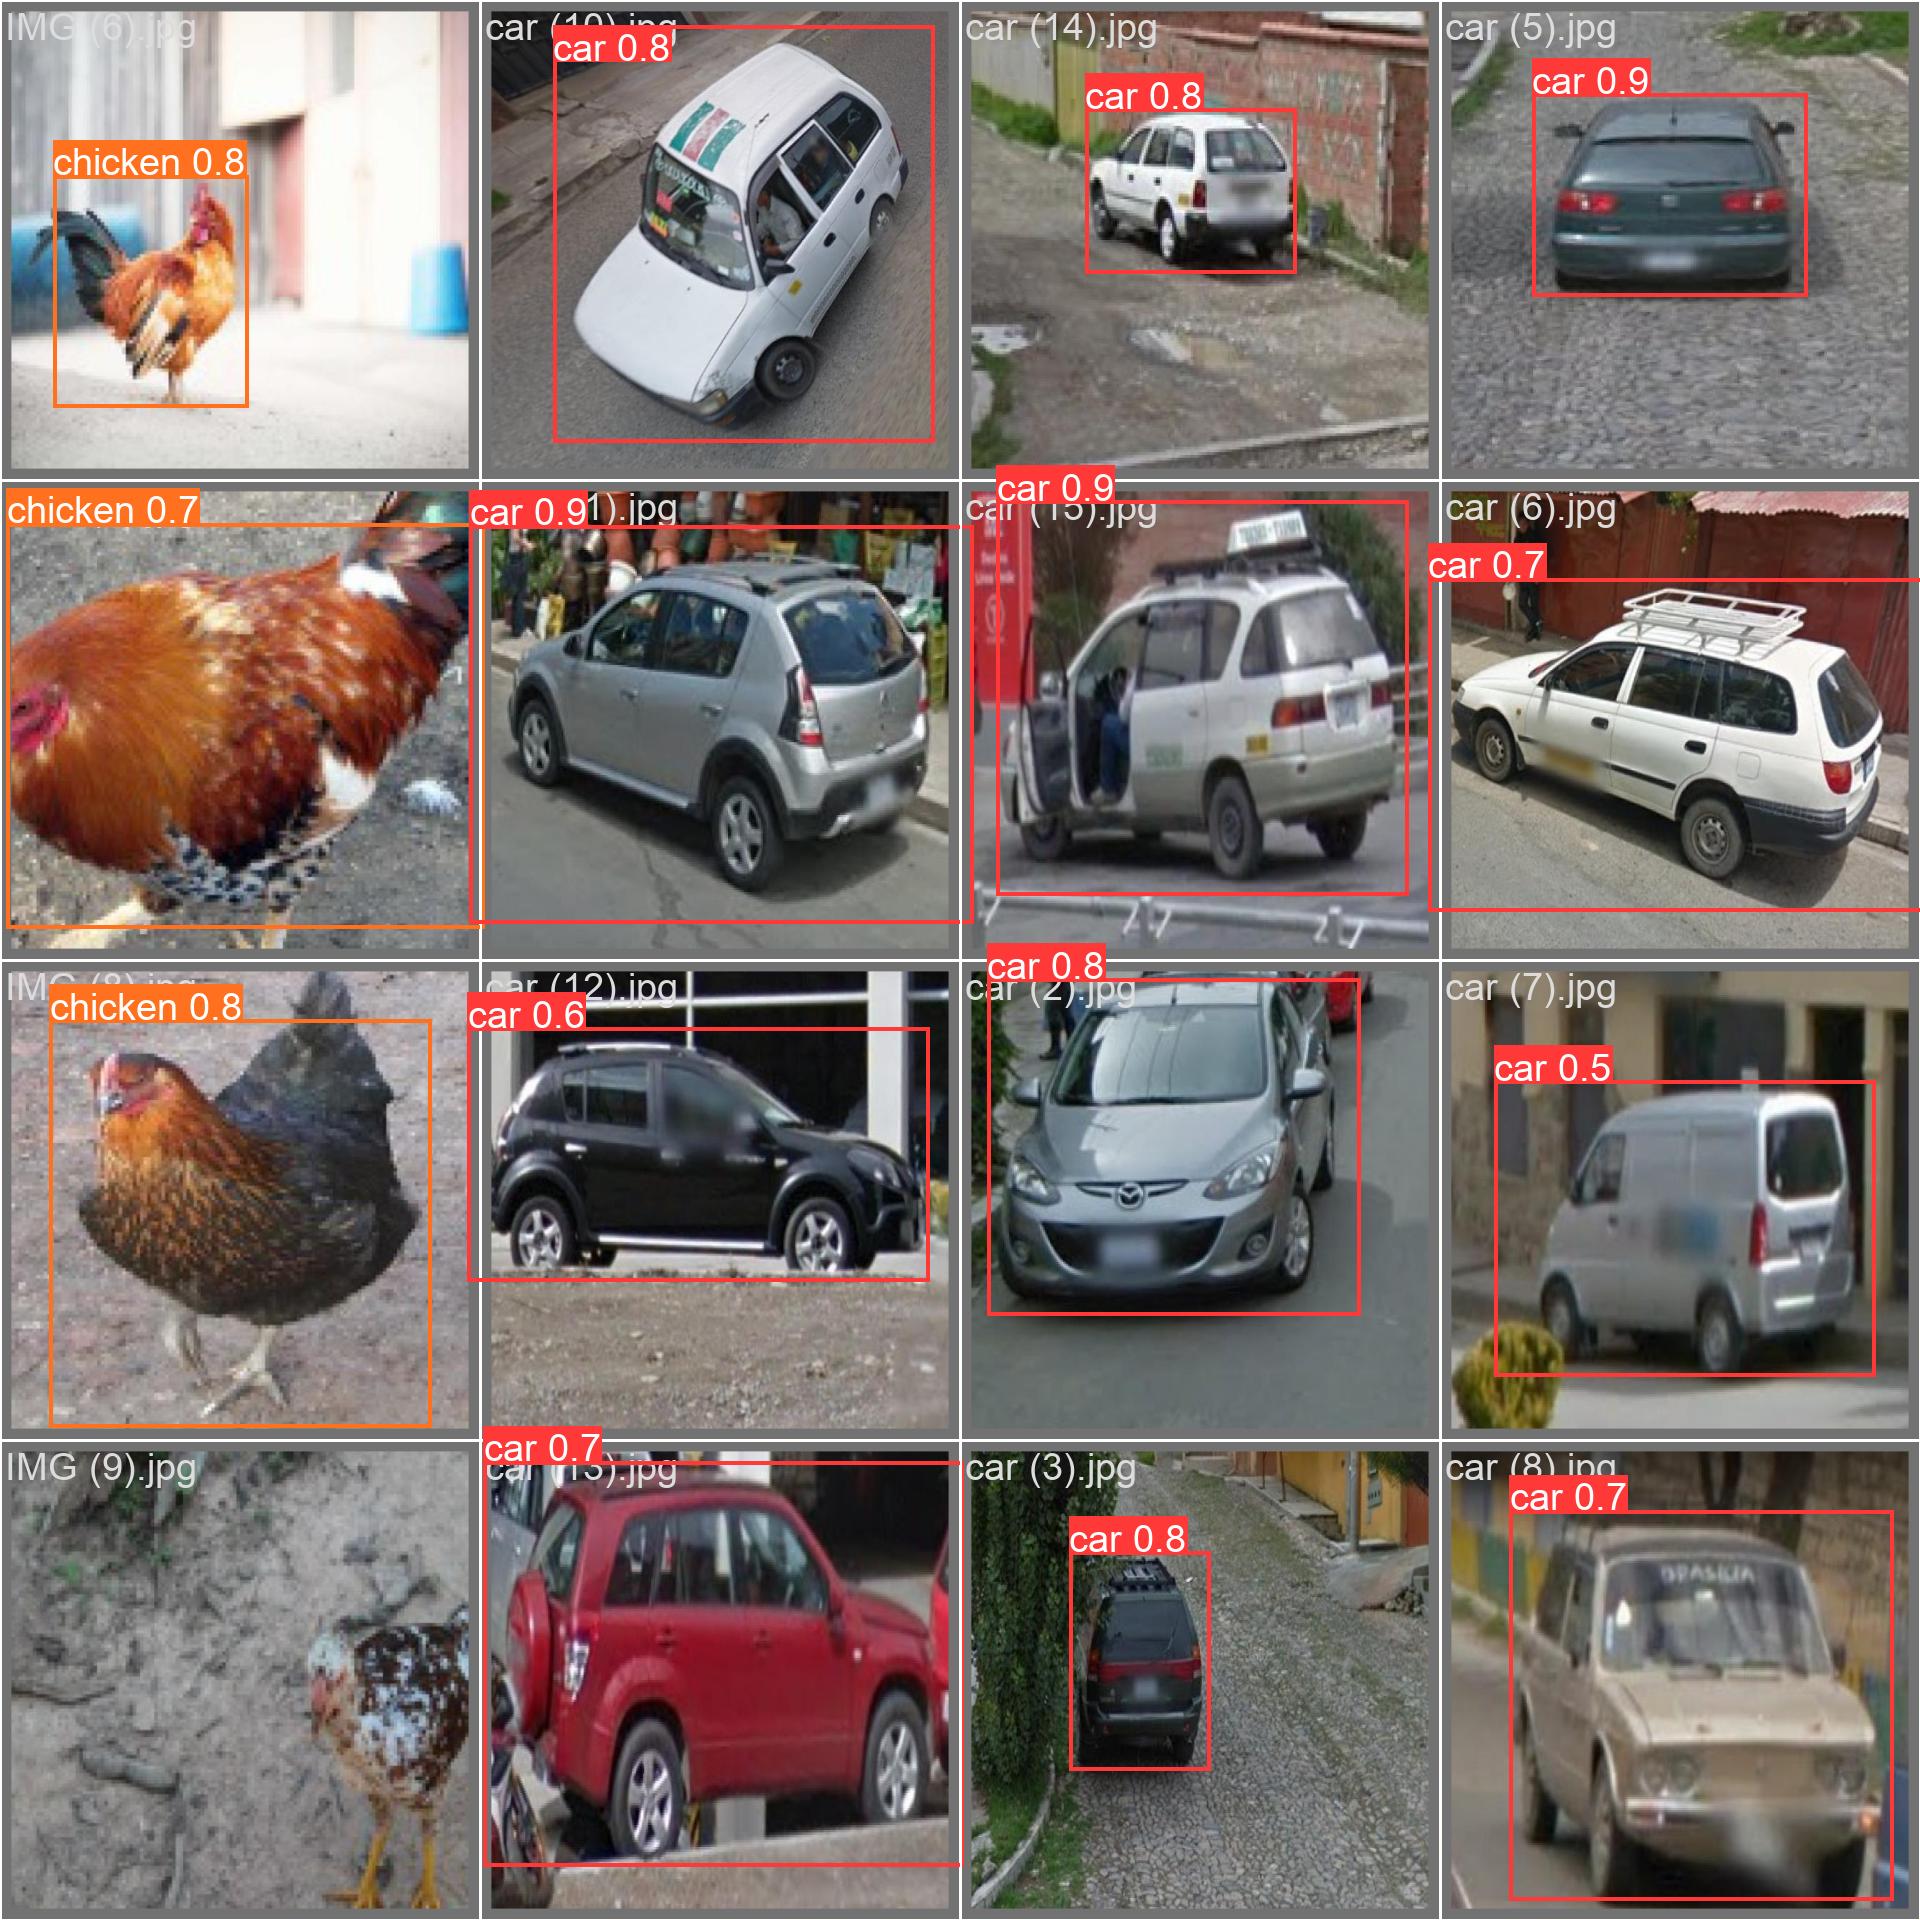 IMG (6).jpg
chicken 0.8
car (10).jpg
car 0.8
car (14).jpg
car 0.8
car (5).jpg
car 0.9
chicken 0.7
car 0.9
1).jpg
car 0.9
car (15).jpg
car (6).jpg
car 0.7
IMG (8).jpg
chicken 0.8
car (12).jpg
car 0.6
car 0.8
car (2).jpg
car (7).jpg
car 0.5
IMG (9).jpg
car 0.7
car (13).jpg
car (3).jpg
car 0.8
car (8).jpg
car 0.7
BRASILIA